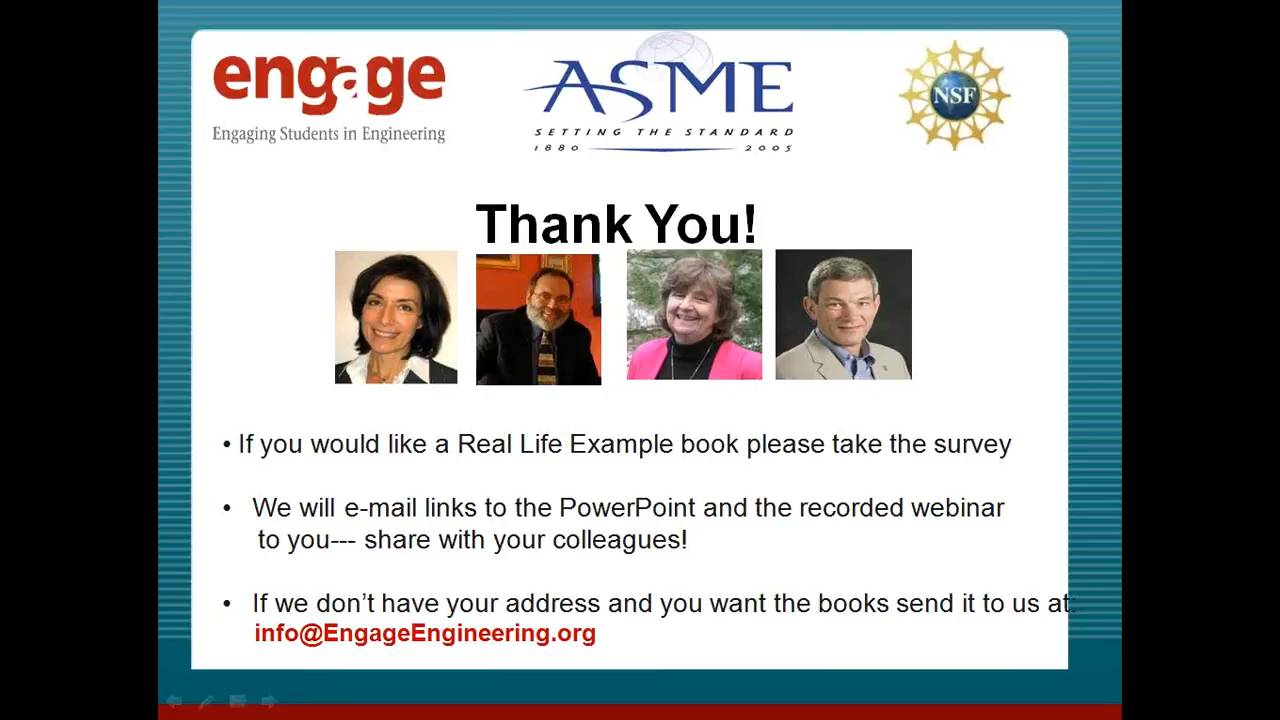 engage
Engaging Students in Engineering
ASME
SETTING THE STANDARD
1880 2005
NSF
Thank You!
• If you would like a Real Life Example book please take the survey
• We will e-mail links to the PowerPoint and the recorded webinar
to you--- share with your colleagues!
• If we don’t have your address and you want the books send it to us at:
info@EngageEngineering.org